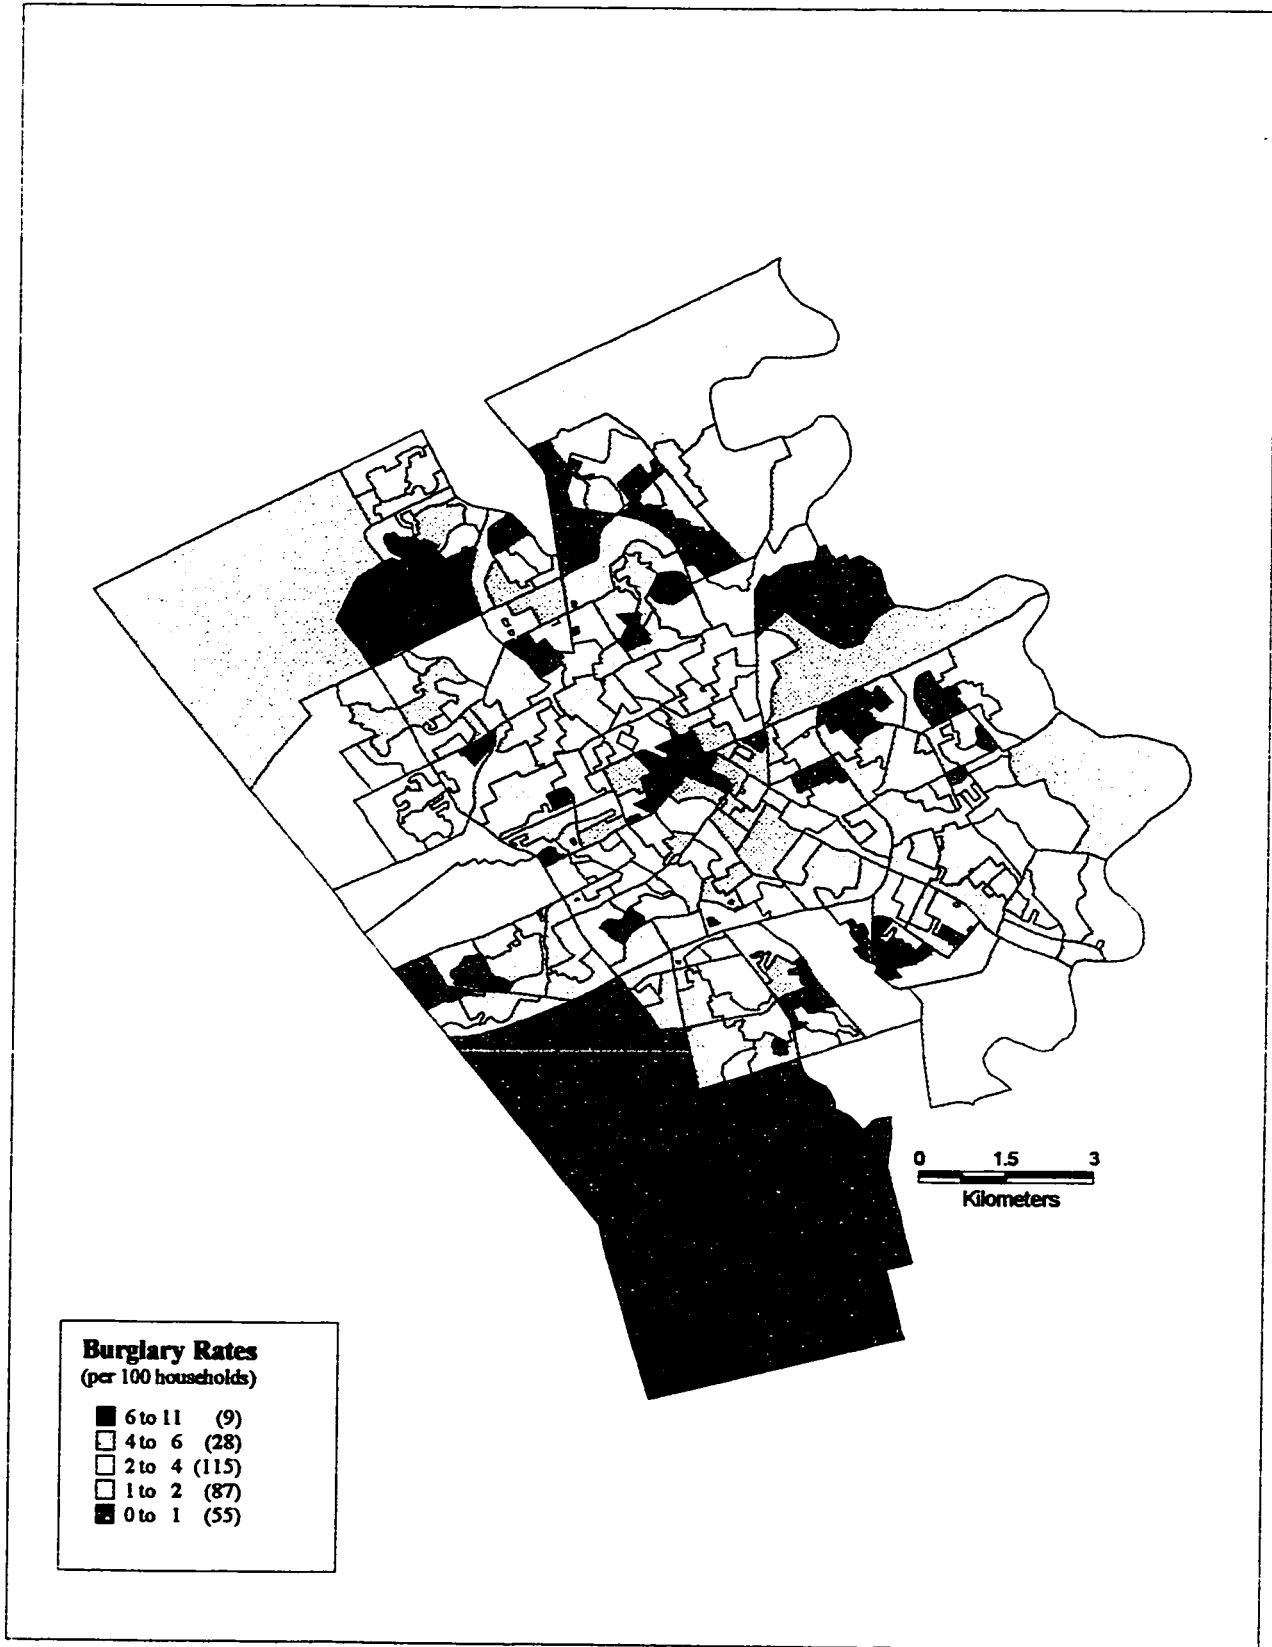 0 1.5 3
Kilometers
Burglary Rates
(per 100 households)
6 to 11 (9)
4 to 6 (28)
2 to 4 (115)
1 to 2 (87)
0 to 1 (55)